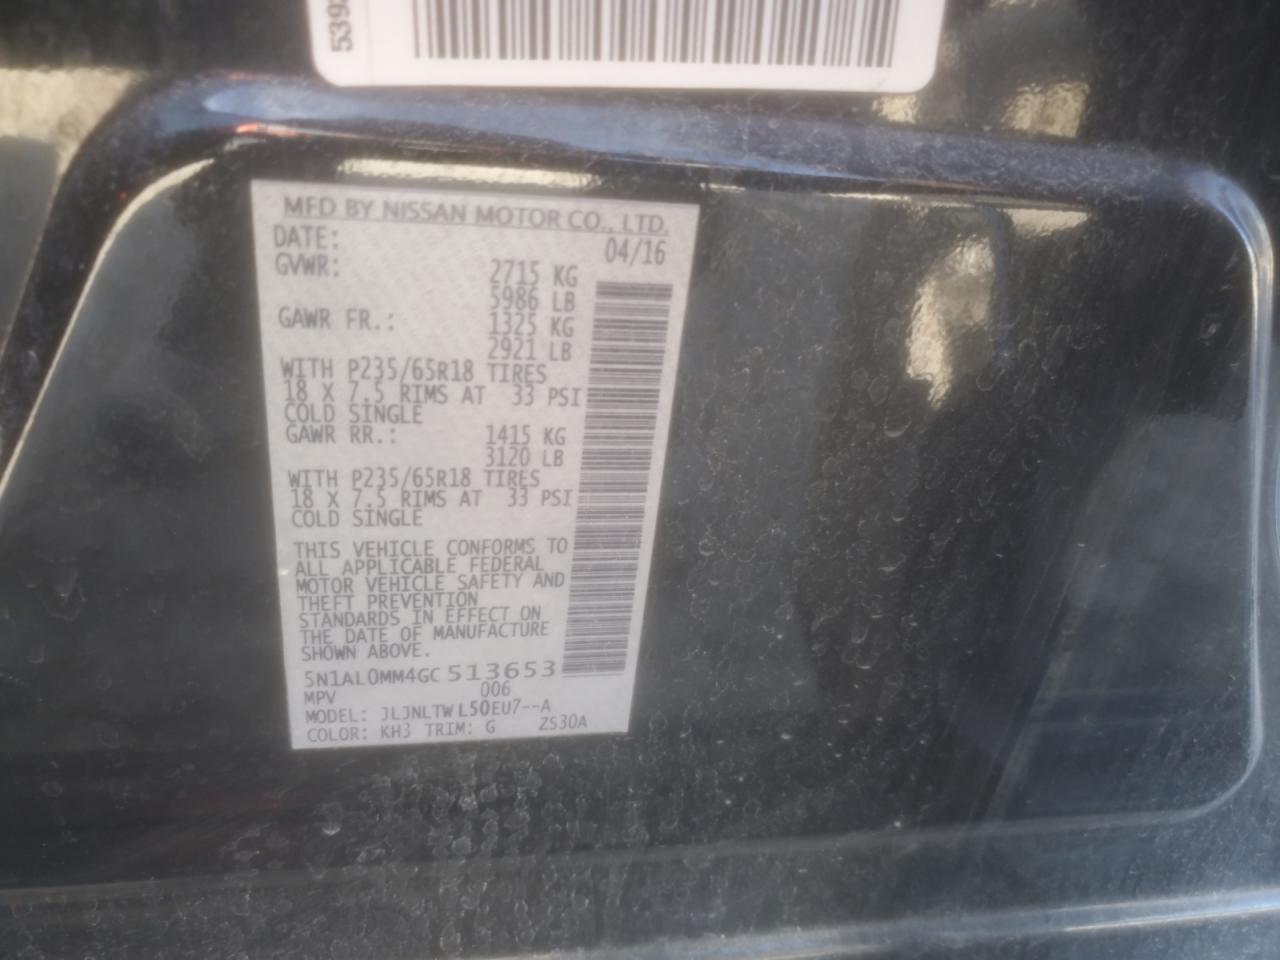 MFD BY NISSAN MOTOR CO., LTD.
DATE: 04/16
GVWR: 2715 KG
5986 LB
GAWR FR.: 1325 KG
2921 LB
WITH P235/65R18 TIRES
18 X 7.5 RIMS AT 33 PSI
COLD SINGLE
GAWR RR.: 1415 KG
3120 LB
WITH P235/65R18 TIRES
18 X 7.5 RIMS AT 33 PSI
COLD SINGLE
THIS VEHICLE CONFORMS TO
ALL APPLICABLE FEDERAL
MOTOR VEHICLE SAFETY AND
THEFT PREVENTION
STANDARDS IN EFFECT ON
THE DATE OF MANUFACTURE
SHOWN ABOVE.
5N1AL0MM4GC513653
MPV 006
MODEL: JLJNLTWL50EU7--A
COLOR: KH3 TRIM: G ZS30A